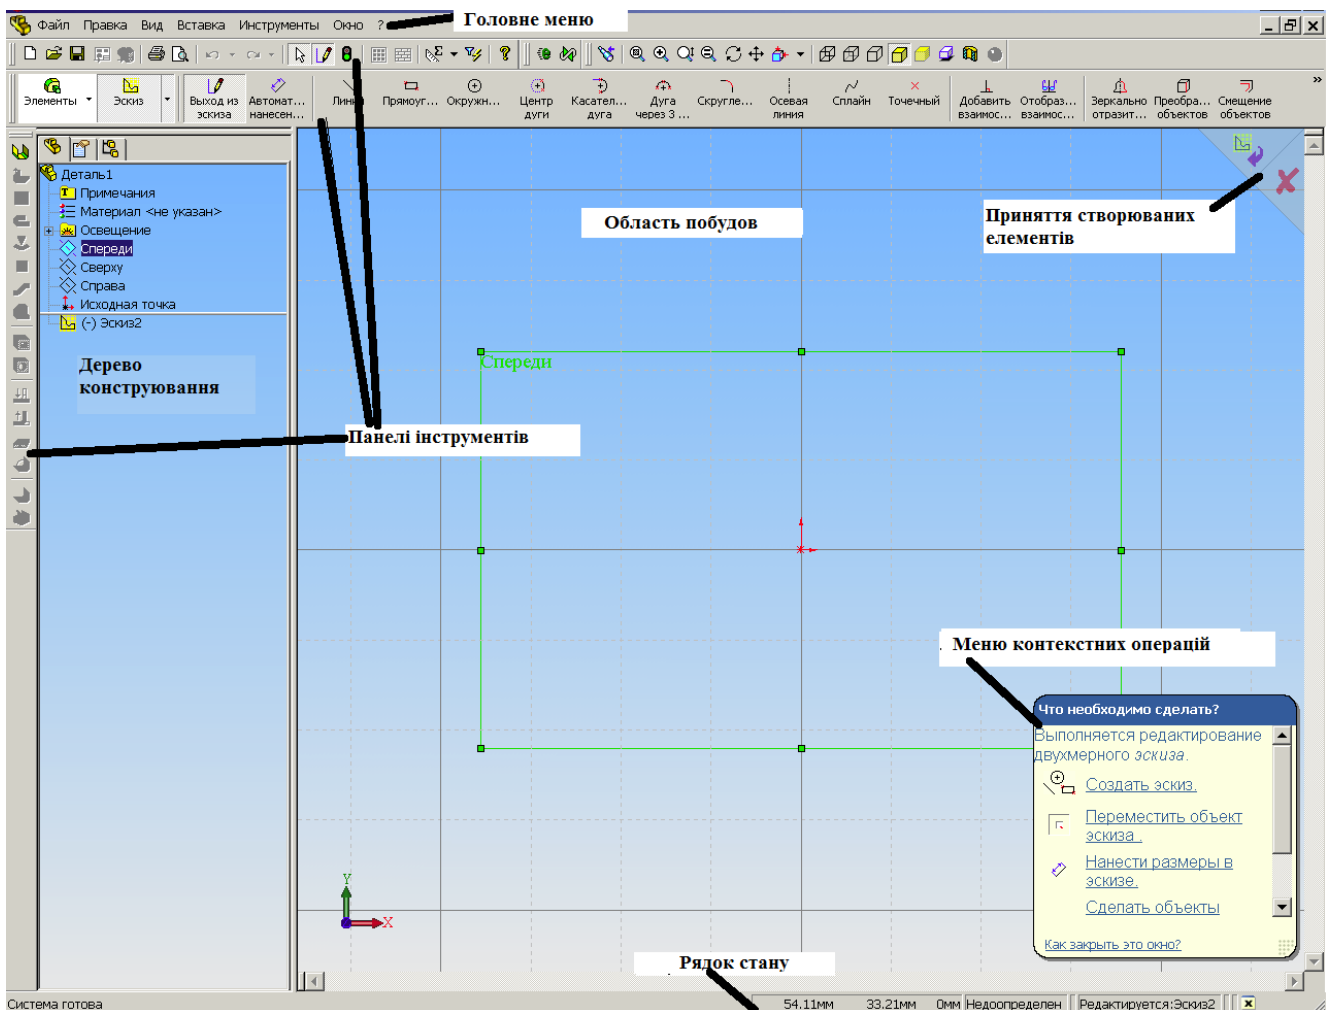 Файл Правка Вид Вставка Инструменты Окно ?
Головне меню
Элементы
Эскиз
Выход из
эскиза
Автомат...
нанесен...
Линия
Прямоуг...
Окружн...
Центр
дуги
Касател...
дуга
Дуга
через 3 ...
Скругле...
Осевая
линия
Сплайн
Точечный
Добавить
взаимос...
Отобраз...
взаимос...
Зеркально
отразит...
Преобра...
объектов
Смещение
объектов
Деталь1
Примечания
Материал <не указан>
Освещение
Спереди
Сверху
Справа
Исходная точка
(-) Эскиз2
Дерево
конструювання
Область побудов
Приняття створюваних
елементів
Спереди
Панелі інструментів
Меню контекстних операцій
Что необходимо сделать?
Выполняется редактирование
двухмерного эскиза.
Создать эскиз.
Переместить объект
эскиза .
Нанести размеры в
эскизе.
Сделать объекты
Как закрыть это окно?
Y
X
Рядок стану
Система готова
54.11мм 33.21мм 0мм Недоопределен Редактируется:Эскиз2